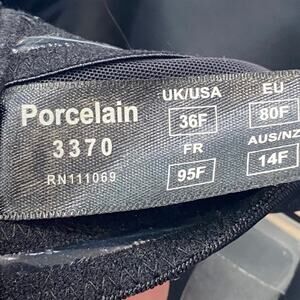 Porcelain
3370
RN111069
UK/USA
36F
FR
95F
EU
80F
AUS/NZ
14F